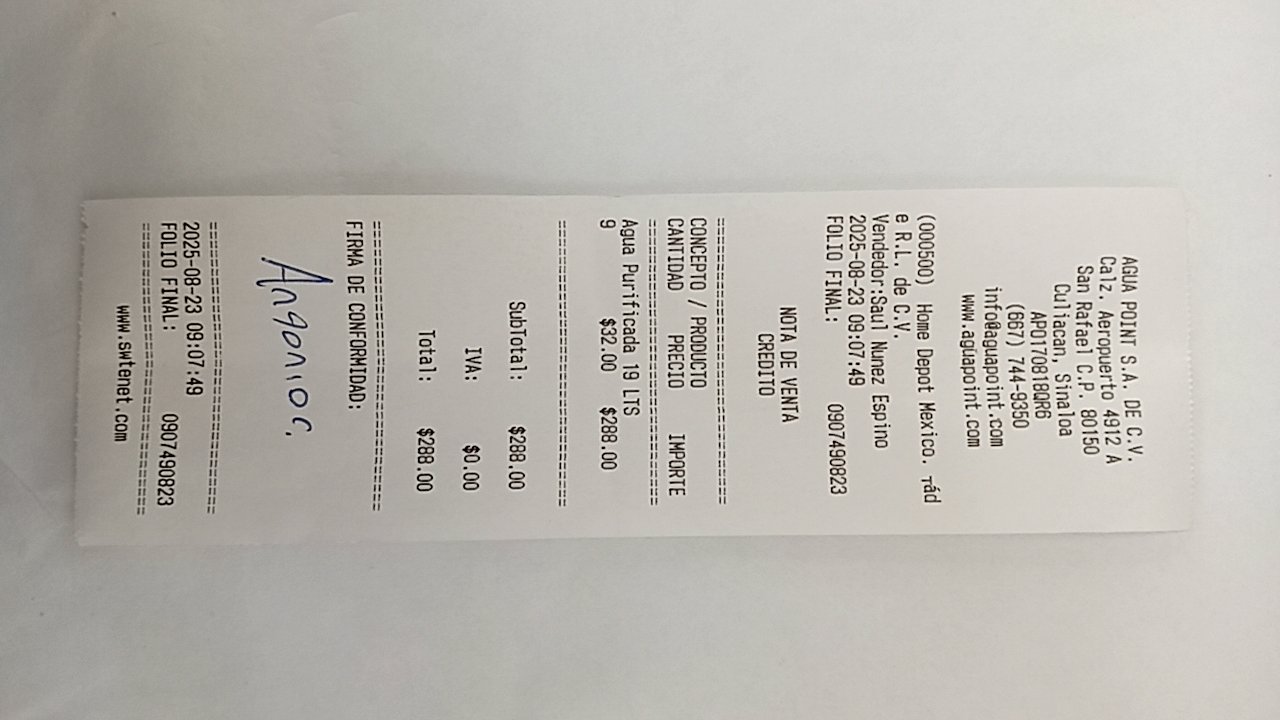 AGUA POINT S.A. DE C.V.
Calz. Aeropuerto 4912 A
San Rafael C.P. 80150
Culiacan, Sinaloa
APO170818QR6
(667) 744-9350
info@aguapoint.com
www.aguapoint.com
(000500) Home Depot Mexico. ┬ád
e R.L. de C.V.
Vendedor:Saul Nunez Espino
2025-08-23 09:07:49
FOLIO FINAL: 0907490823
NOTA DE VENTA
CREDITO
==============================
CONCEPTO / PRODUCTO
CANTIDAD PRECIO IMPORTE
==============================
Agua Purificada 19 LTS
9 $32.00 $288.00
==============================
SubTotal: $288.00
IVA: $0.00
Total: $288.00
==============================
FIRMA DE CONFORMIDAD:
==============================
2025-08-23 09:07:49
FOLIO FINAL: 0907490823
==============================
www.swtenet.com